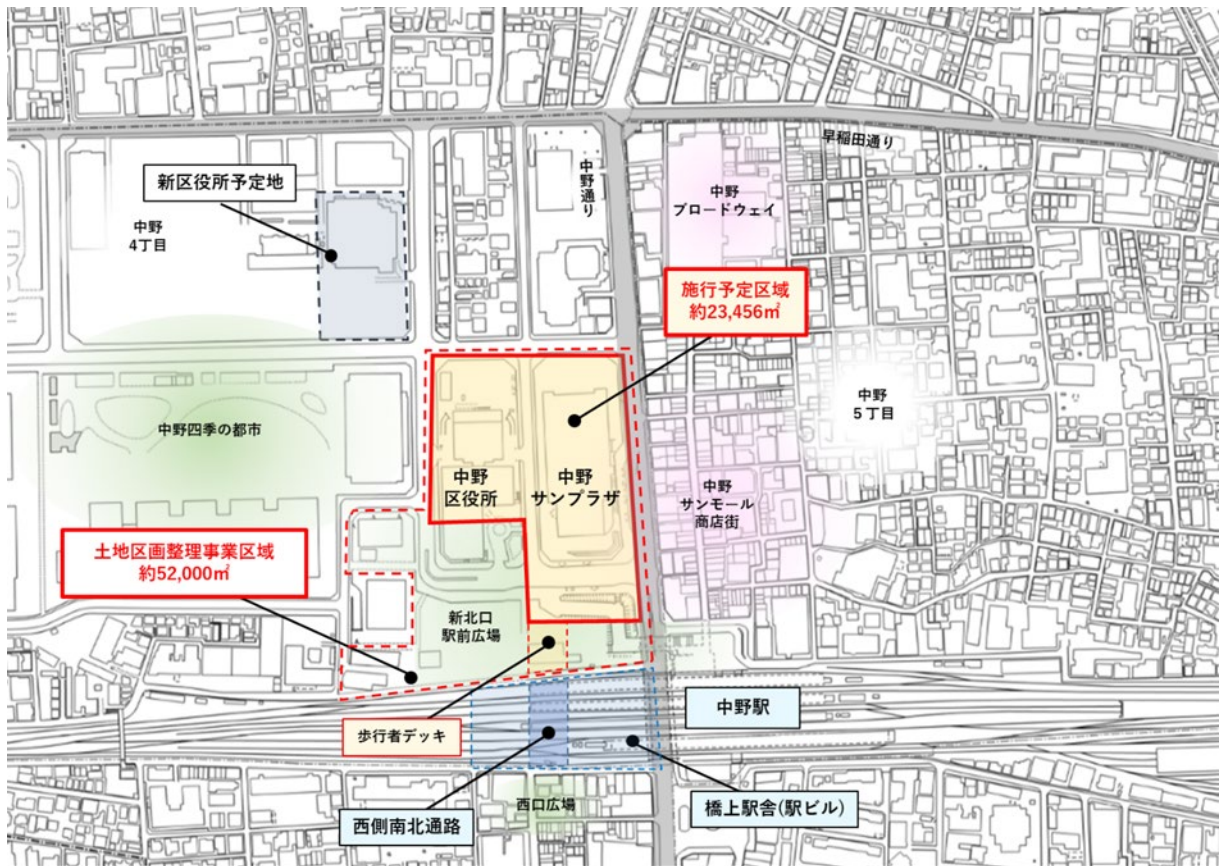 早稲田通り
新区役所予定地
中野通り
中野
4丁目
中野
ブロードウェイ
施行予定区域
約23,456㎡
中野
5丁目
中野四季の都市
中野
区役所
中野
サンプラザ
中野
サンモール
商店街
土地区画整理事業区域
約52,000㎡
新北口
駅前広場
中野駅
歩行者デッキ
西口広場
西側南北通路
橋上駅舎(駅ビル)